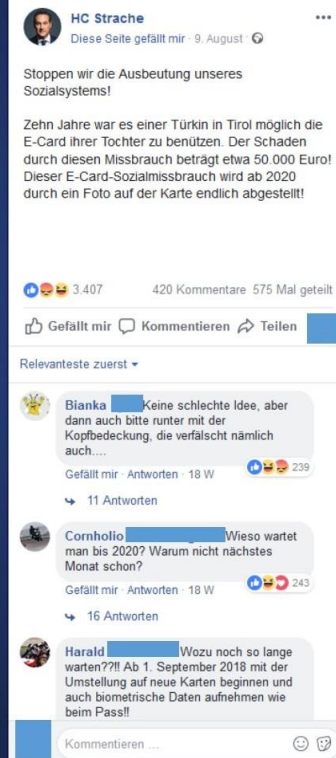 HC Strache
Diese Seite gefällt mir · 9. August ·
Stoppen wir die Ausbeutung unseres
Sozialsystems!
Zehn Jahre war es einer Türkin in Tirol möglich die
E-Card ihrer Tochter zu benützen. Der Schaden
durch diesen Missbrauch beträgt etwa 50.000 Euro!
Dieser E-Card-Sozialmissbrauch wird ab 2020
durch ein Foto auf der Karte endlich abgestellt!
3.407 420 Kommentare 575 Mal geteilt
Gefällt mir Kommentieren Teilen
Relevanteste zuerst
Bianka Keine schlechte Idee, aber
dann auch bitte runter mit der
Kopfbedeckung, die verfälscht nämlich
auch....
239
Gefällt mir · Antworten · 18 W
11 Antworten
Cornholio Wieso wartet
man bis 2020? Warum nicht nächstes
Monat schon?
243
Gefällt mir · Antworten · 18 W
16 Antworten
Harald Wozu noch so lange
warten??!! Ab 1. September 2018 mit der
Umstellung auf neue Karten beginnen und
auch biometrische Daten aufnehmen wie
beim Pass!!
Kommentieren ...